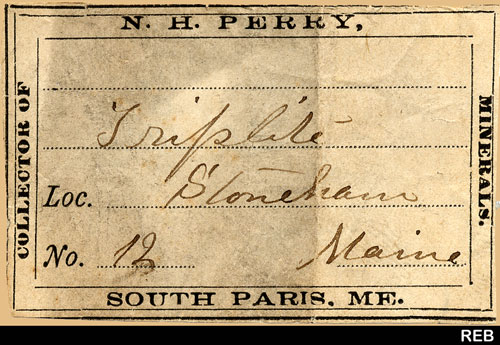 N. H. PERRY,
COLLECTOR OF
MINERALS.
Triplite
Loc. Stoneham
No. 12 Maine
SOUTH PARIS, ME.
REB